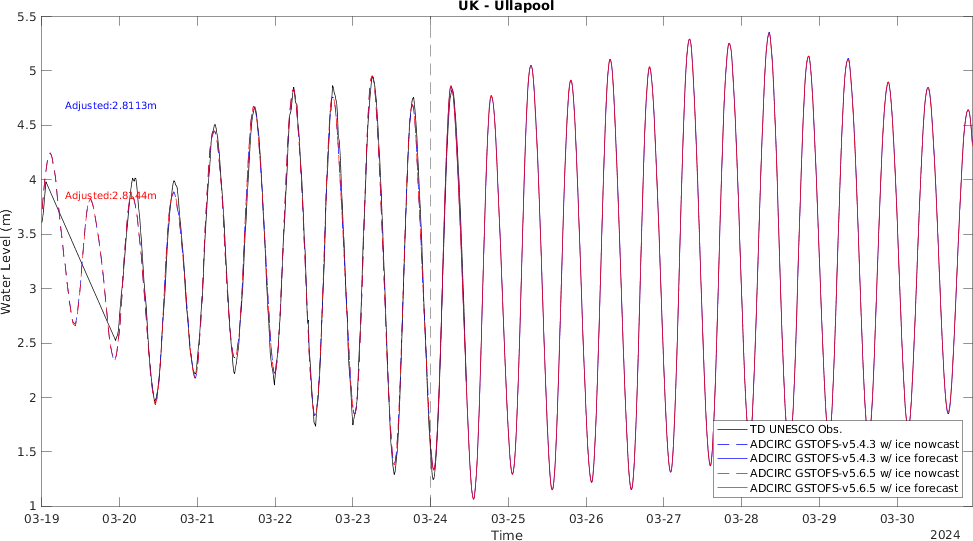 UK - Ullapool
5.5
5
4.5
4
3.5
3
2.5
2
1.5
1
Water Level (m)
Adjusted:2.8113m
Adjusted:2.8144m
TD UNESCO Obs.
ADCIRC GSTOFS-v5.4.3 w/ ice nowcast
ADCIRC GSTOFS-v5.4.3 w/ ice forecast
ADCIRC GSTOFS-v5.6.5 w/ ice nowcast
ADCIRC GSTOFS-v5.6.5 w/ ice forecast
03-19 03-20 03-21 03-22 03-23 03-24 03-25 03-26 03-27 03-28 03-29 03-30
Time
2024